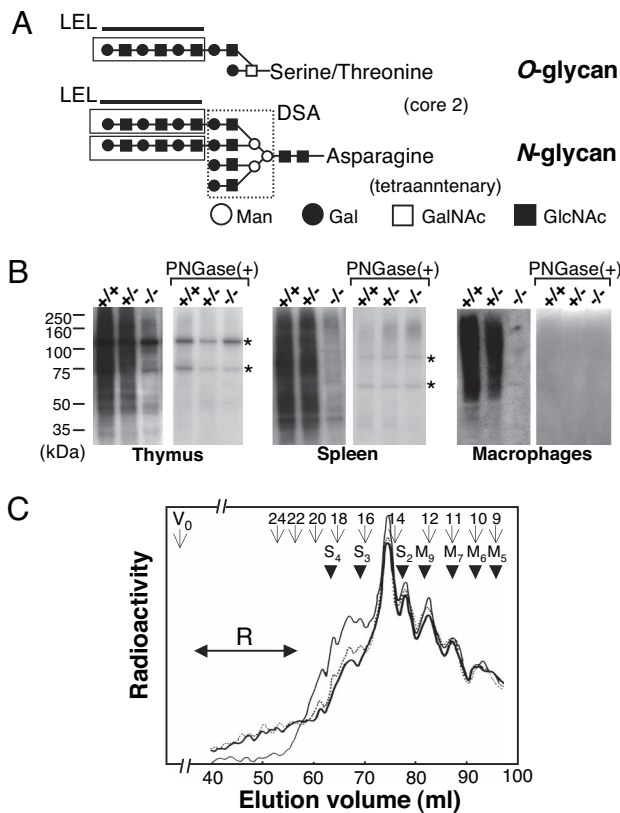 A
LEL
Serine/Threonine
O-glycan
(core 2)
LEL
DSA
Asparagine
N-glycan
(tetraanntenary)
Man Gal GalNAc GlcNAc
B
PNGase(+) PNGase(+) PNGase(+)
+/+ +/- -/- +/+ +/- -/- +/+ +/- -/- +/+ +/- -/- +/+ +/- -/- +/+ +/- -/-
250
160
100
75
50
35
(kDa)
* * * *
Thymus Spleen Macrophages
C
V0 24 22 20 18 16 14 12 11 10 9
S4 S3 S2 M9 M7 M6 M5
R
Radioactivity
40 50 60 70 80 90 100
Elution volume (ml)